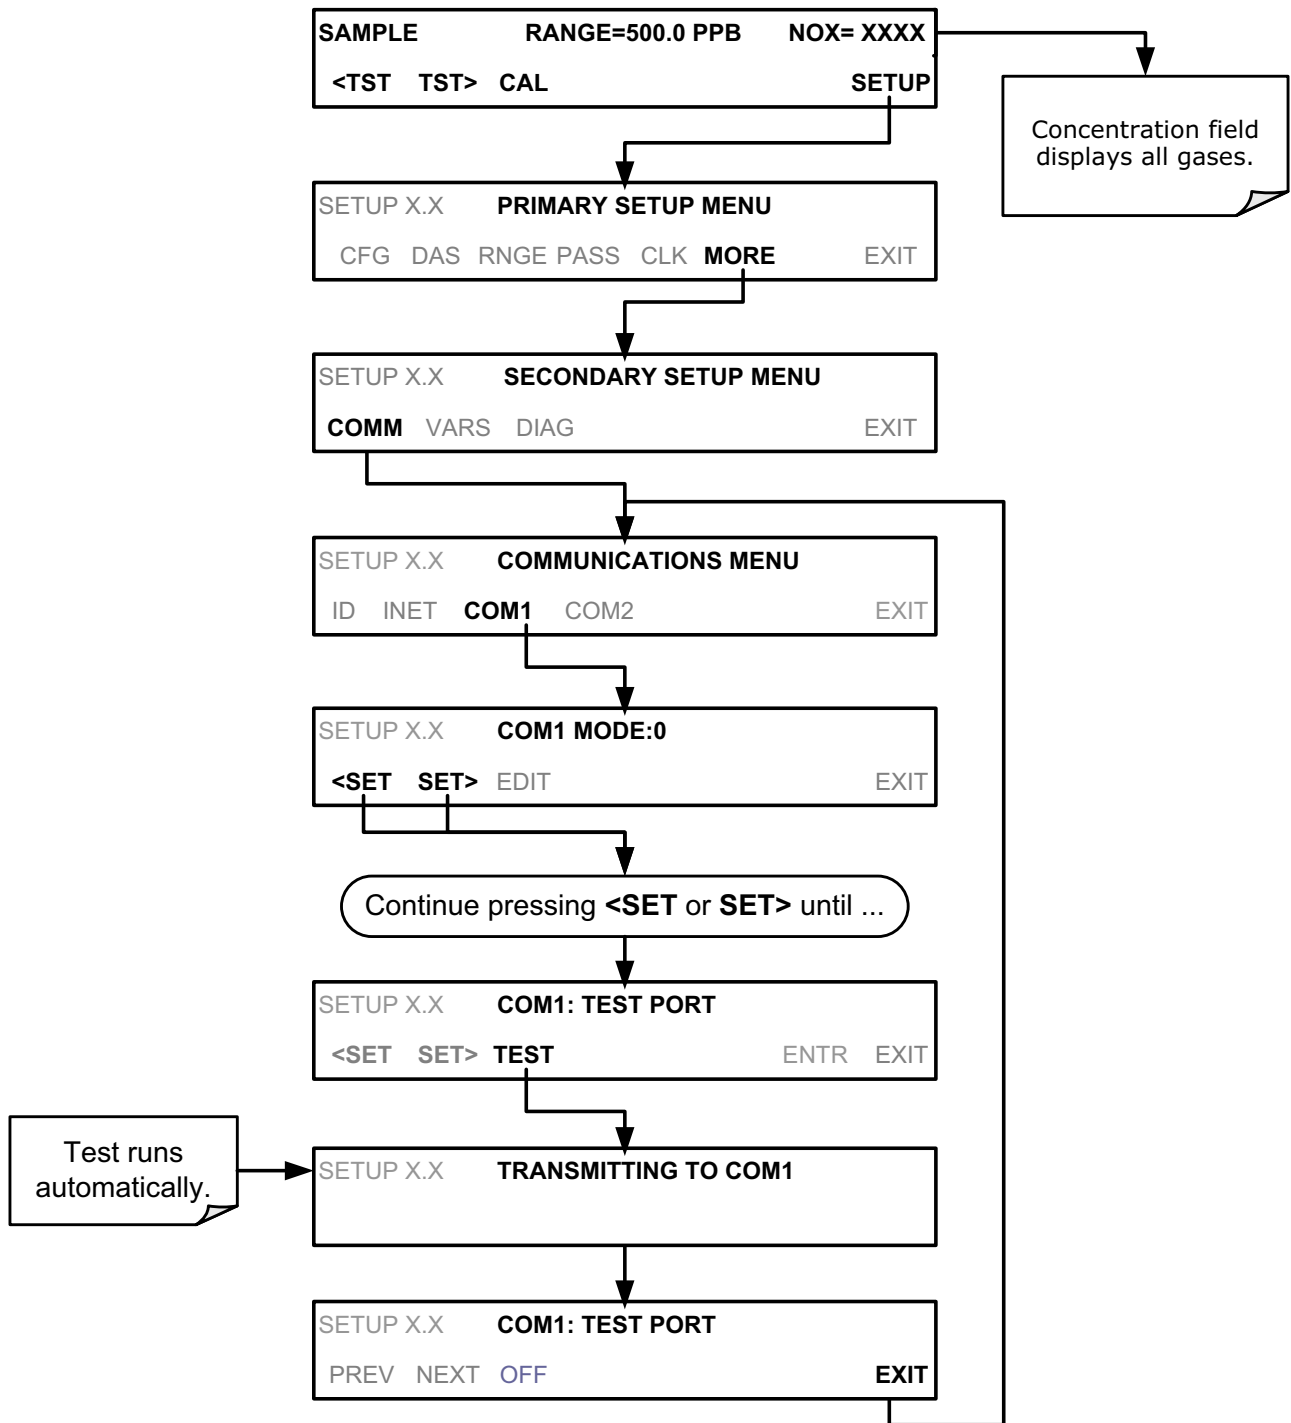 SAMPLE RANGE=500.0 PPB NOX= XXXX
<TST TST> CAL SETUP
Concentration field
displays all gases.
SETUP X.X PRIMARY SETUP MENU
CFG DAS RNGE PASS CLK MORE EXIT
SETUP X.X SECONDARY SETUP MENU
COMM VARS DIAG EXIT
SETUP X.X COMMUNICATIONS MENU
ID INET COM1 COM2 EXIT
SETUP X.X COM1 MODE:0
<SET SET> EDIT EXIT
Continue pressing <SET or SET> until ...
SETUP X.X COM1: TEST PORT
<SET SET> TEST ENTR EXIT
Test runs
automatically.
SETUP X.X TRANSMITTING TO COM1
SETUP X.X COM1: TEST PORT
PREV NEXT OFF EXIT